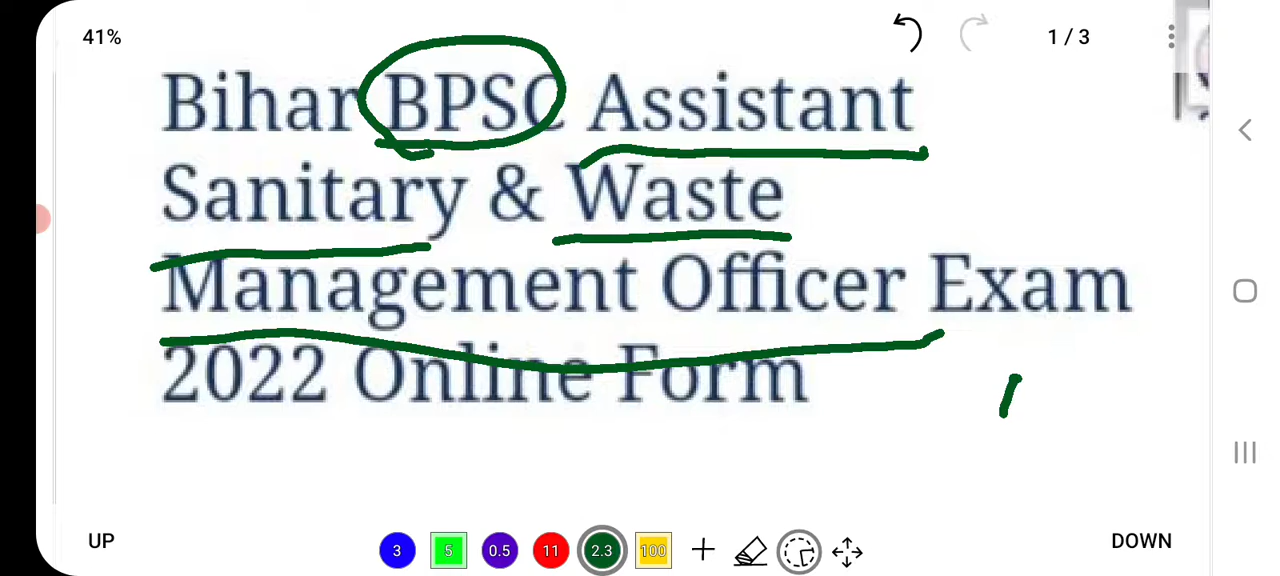 41%
1 / 3
Bihar BPSC Assistant
Sanitary & Waste
Management Officer Exam
2022 Online Form
UP
3
5
0.5
11
2.3
100
DOWN